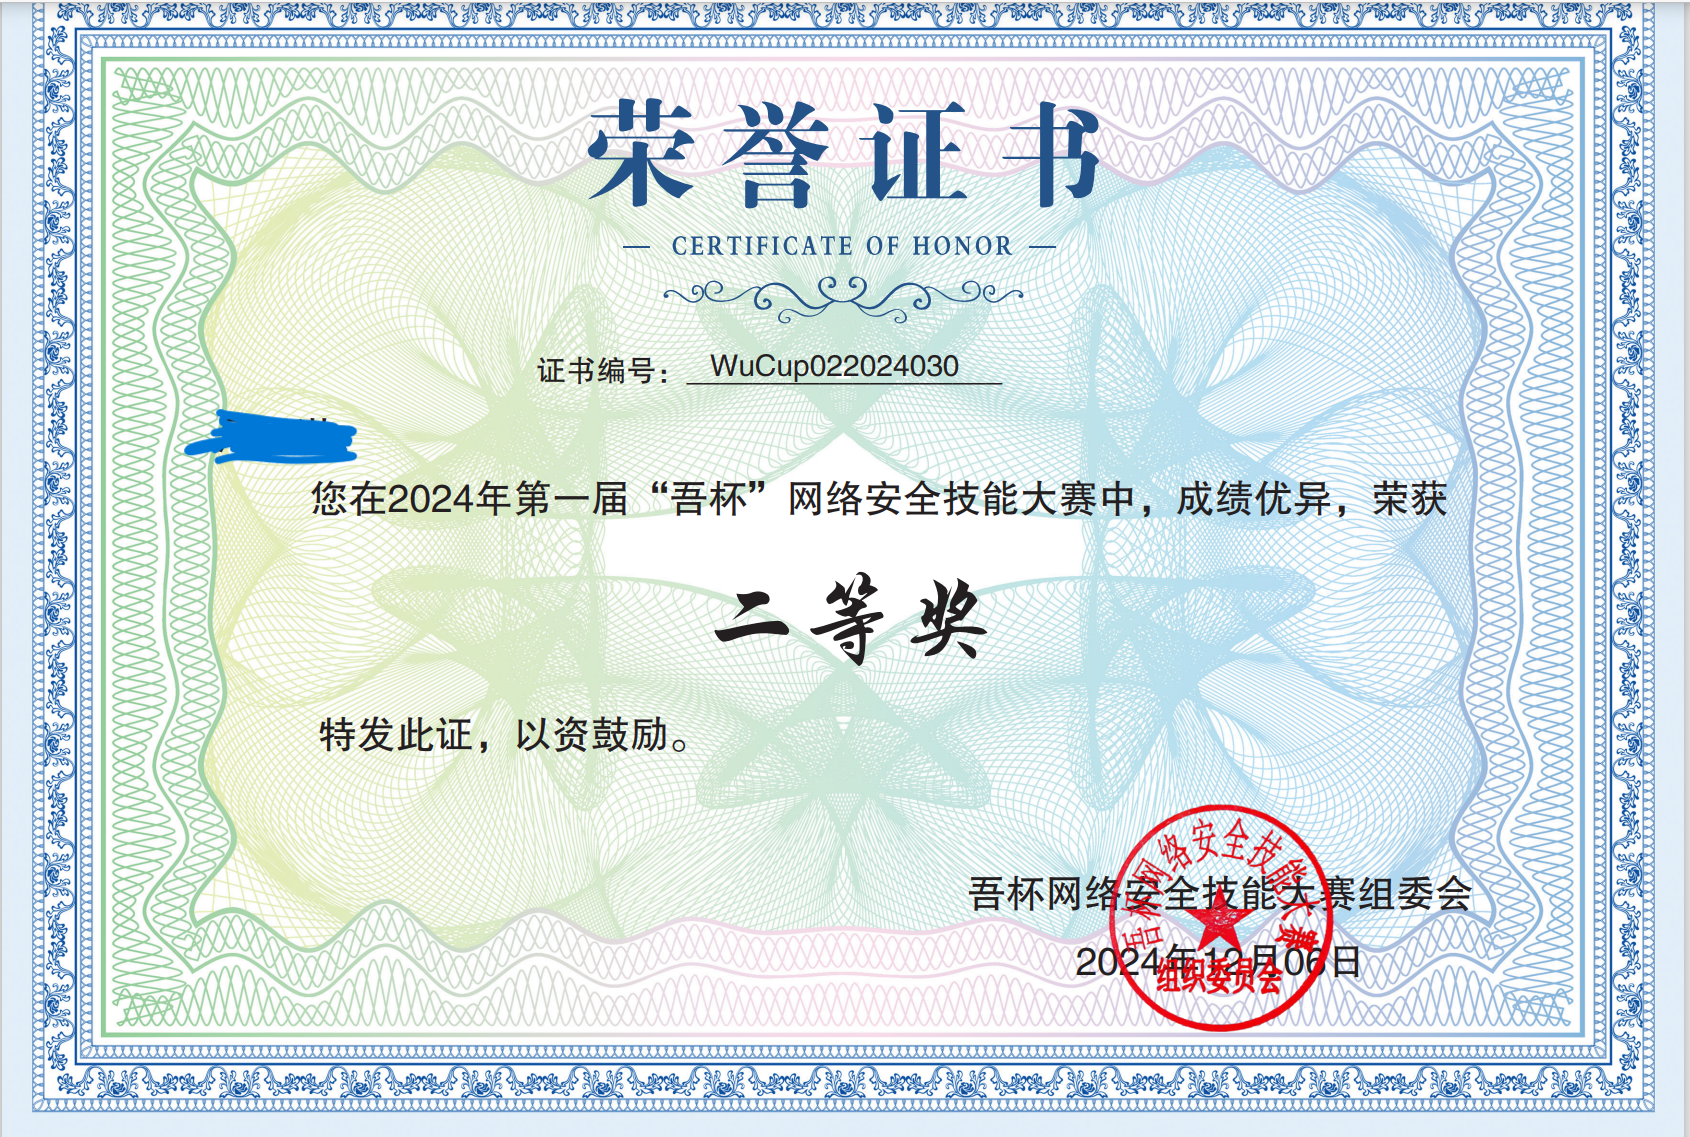 荣誉证书
— CERTIFICATE OF HONOR —
证书编号: WuCup022024030
您在2024年第一届“吾杯”网络安全技能大赛中，成绩优异，荣获
二等奖
特发此证，以资鼓励。
吾杯网络安全技能大赛组委会
2024年12月06日
吾杯网络安全技能大赛
组织委员会